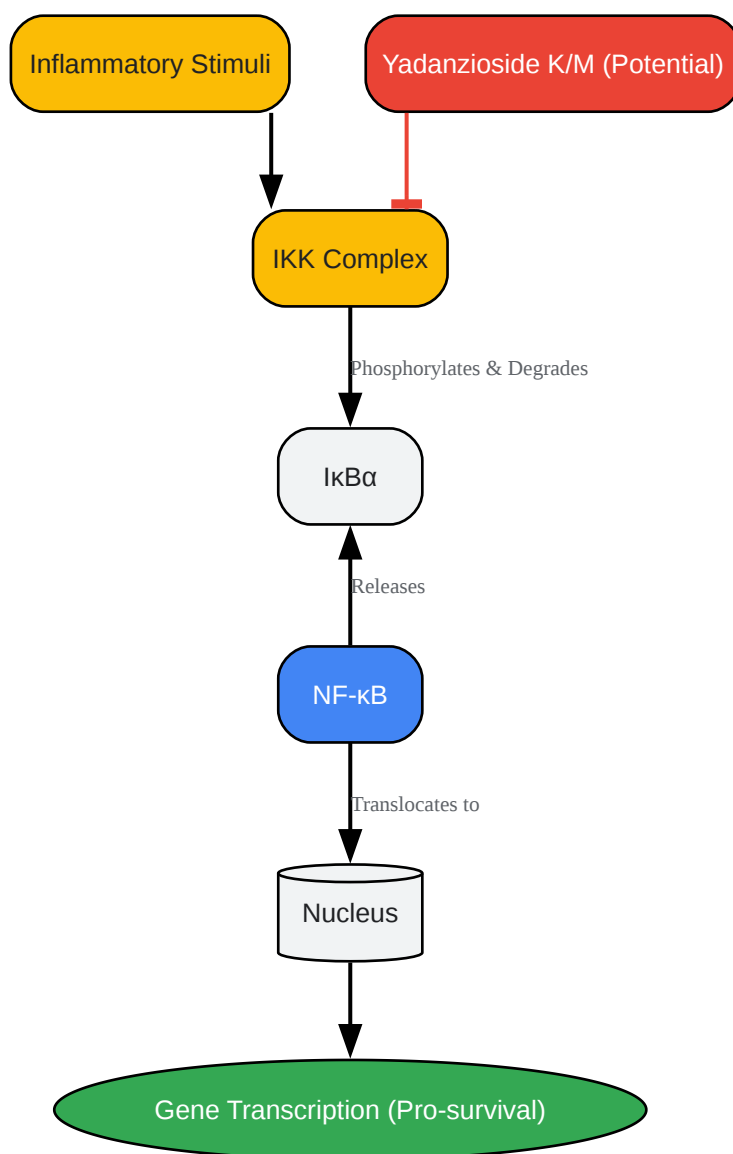 Inflammatory Stimuli
Yadanzioside K/M (Potential)
IKK Complex
Phosphorylates & Degrades
IκBα
Releases
NF-κB
Translocates to
Nucleus
Gene Transcription (Pro-survival)